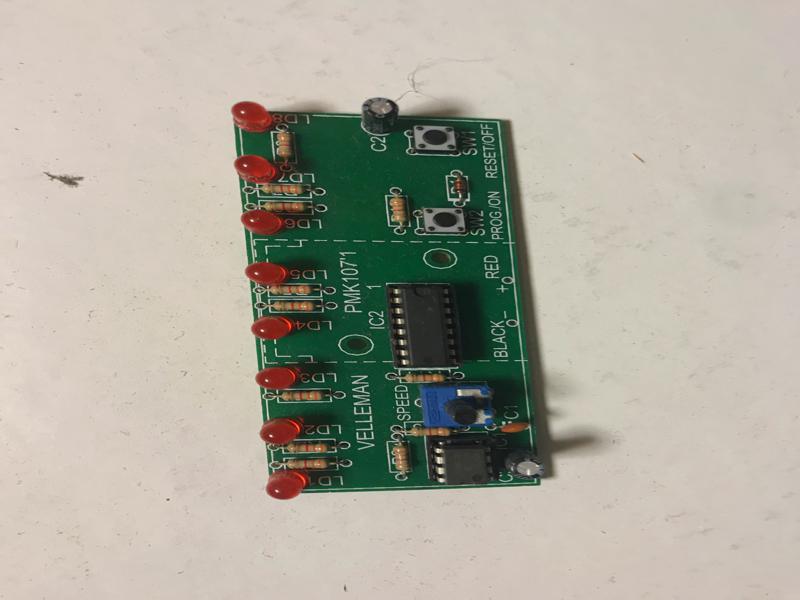 LD8
LD7
LD6
LD5
LD4
LD3
LD2
LD1
C2
SW1
RESET/OFF
SW2
PROG./ON
PMK107'1
1
IC2
RED
+
BLACK
-
VELLEMAN
SPEED
C1